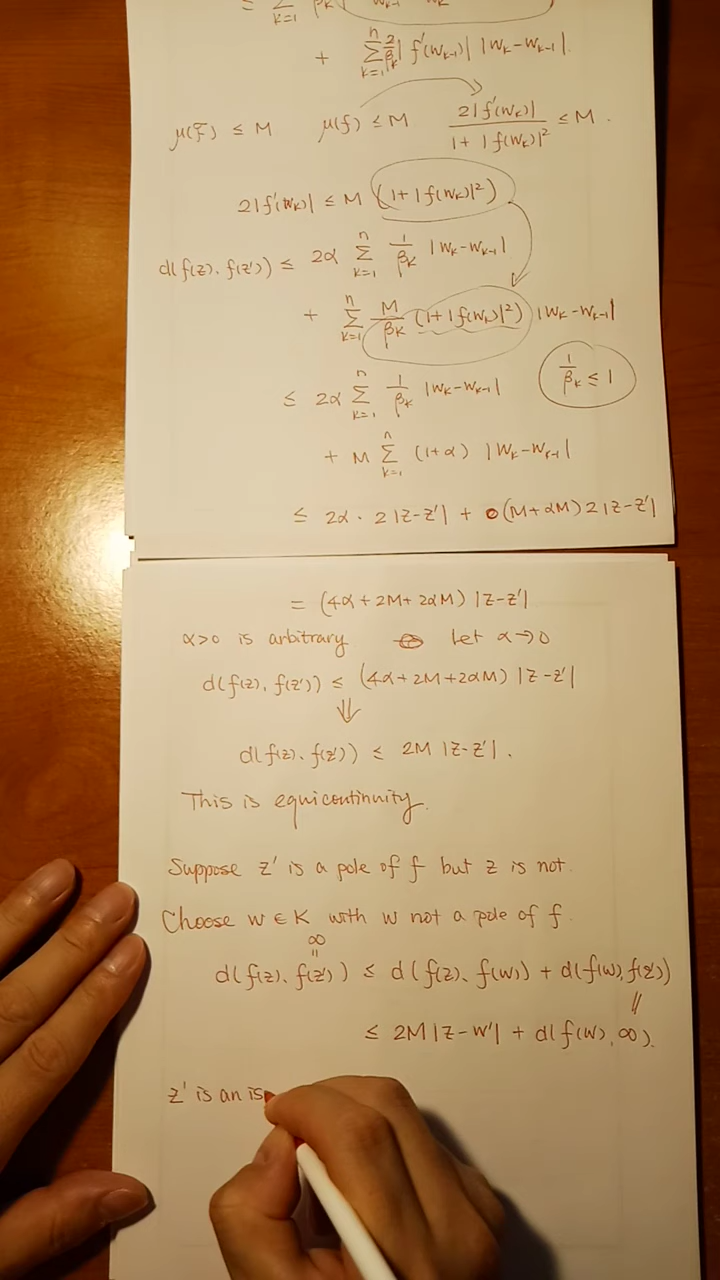 = Σ_{k=1}^{n}
+ Σ_{k=1}^{n} 2/β_k |f'(w_{k-1})| |w_k - w_{k-1}|.
μ(F) ≤ M μ(f) ≤ M 2|f'(w_k)| / (1+|f(w_k)|²) ≤ M.
2|f'(w_k)| ≤ M (1+|f(w_k)|²)
d(f(z), f(z')) ≤ 2α Σ_{k=1}^{n} 1/β_k |w_k - w_{k-1}|
+ Σ_{k=1}^{n} M/β_k (1+|f(w_k)|²) |w_k - w_{k-1}|
≤ 2α Σ_{k=1}^{n} 1/β_k |w_k - w_{k-1}| 1/β_k ≤ 1
+ M Σ_{k=1}^{n} (1+α) |w_k - w_{k-1}|
≤ 2α · 2|z-z'| + (M+αM) 2|z-z'|
= (4α+2M+2αM) |z-z'|
α>0 is arbitrary Let α→0
d(f(z), f(z')) ≤ (4α+2M+2αM) |z-z'|
⇓
d(f(z), f(z')) ≤ 2M |z-z'|.
This is equicontinuity.
Suppose z' is a pole of f but z is not.
Choose w ∈ K with w not a pole of f.
∞
=
d(f(z), f(z')) ≤ d(f(z), f(w)) + d(f(w), f(z'))
=
≤ 2M|z-w'| + d(f(w), ∞).
z' is an is